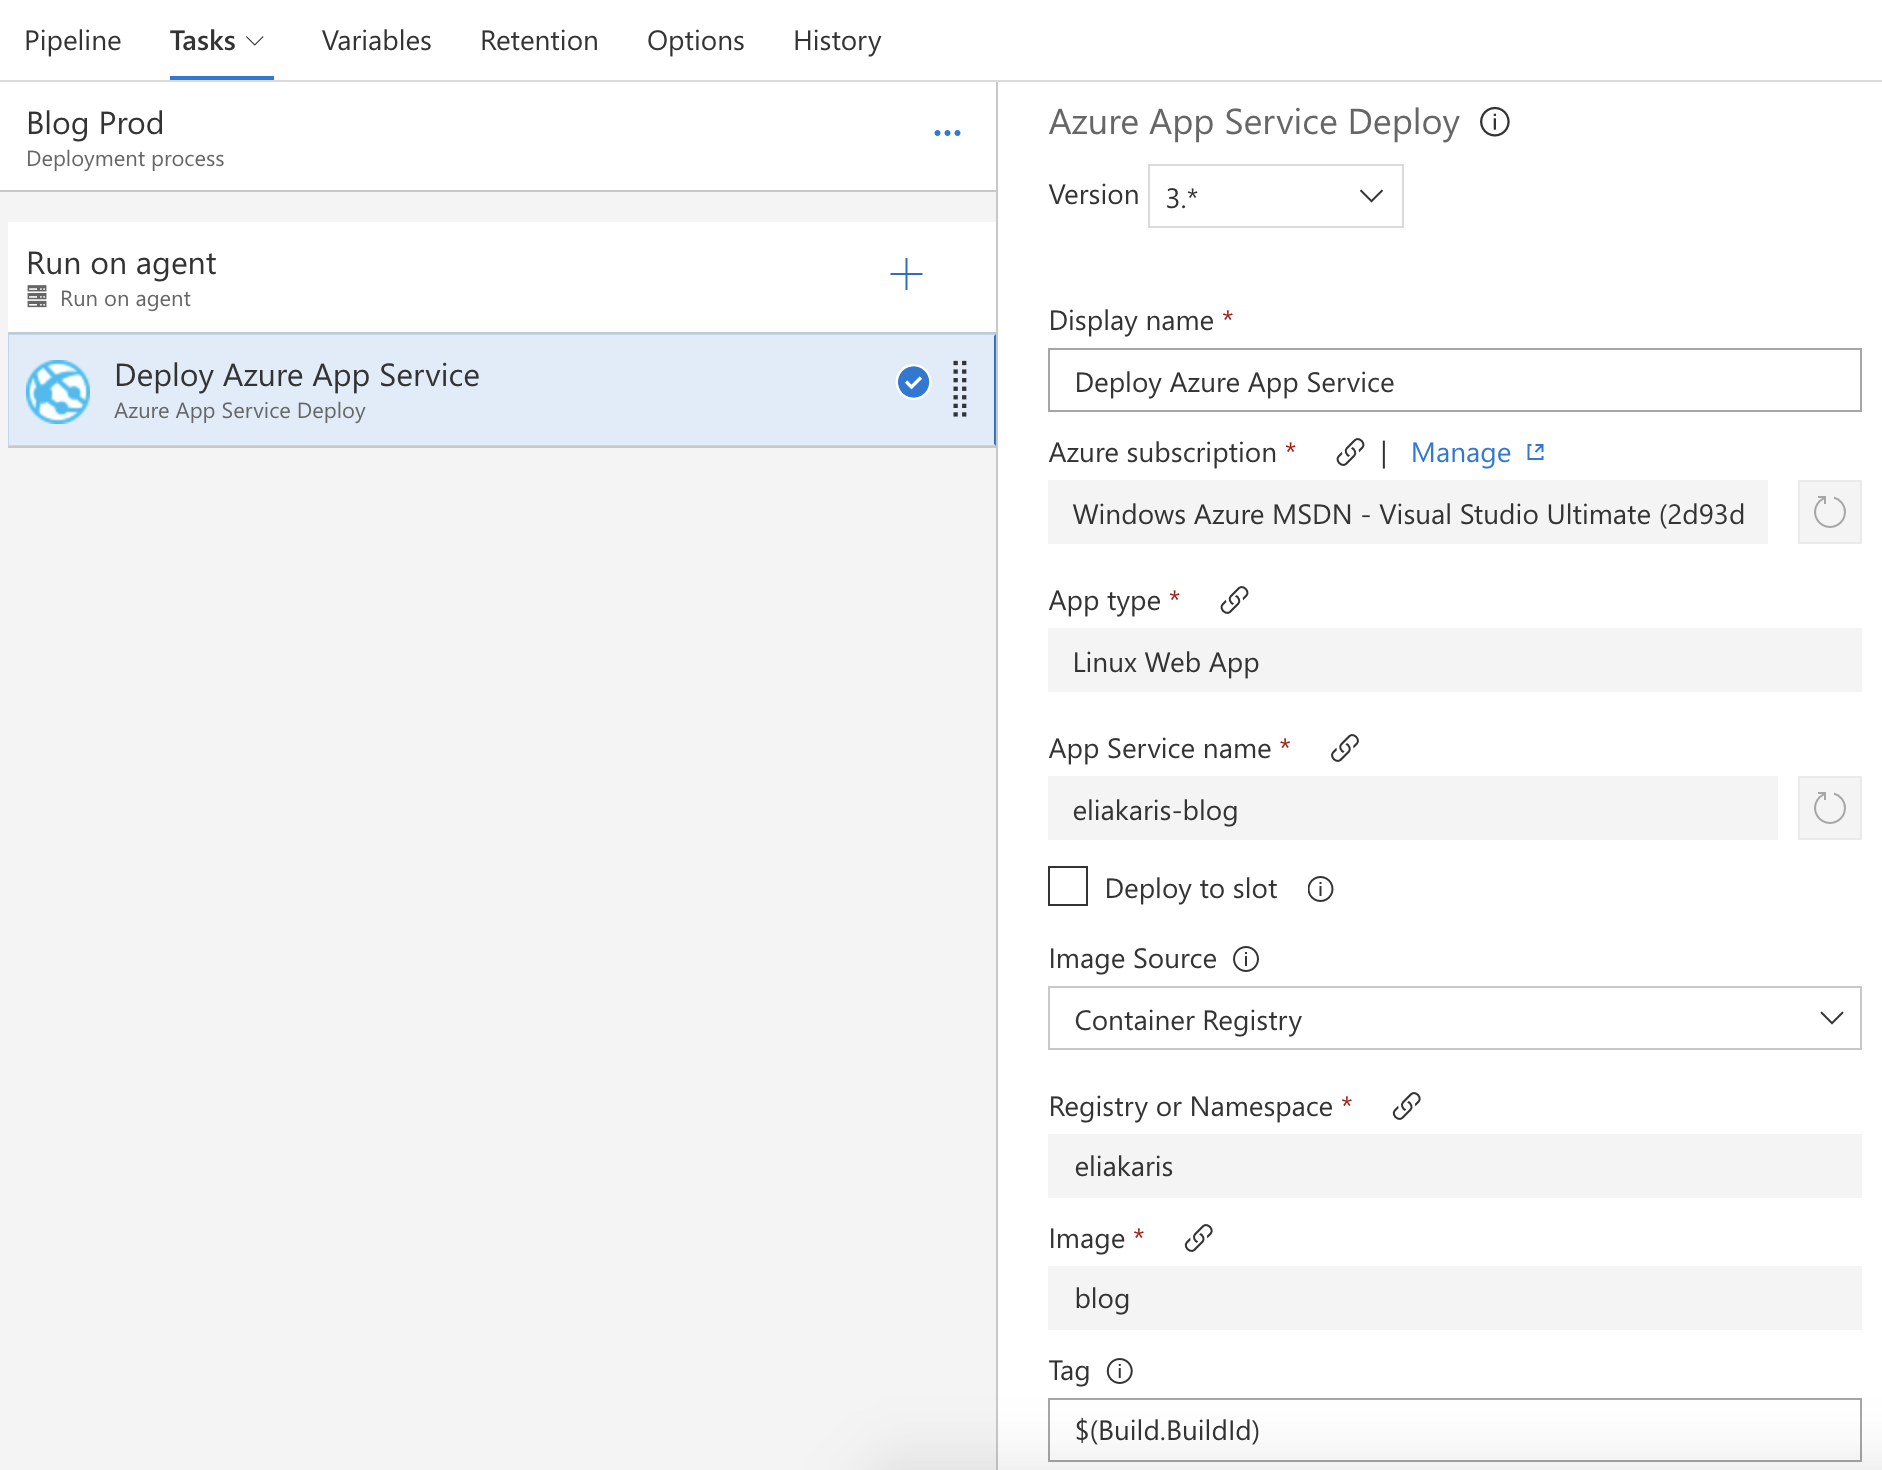 Pipeline Tasks Variables Retention Options History
Blog Prod
Deployment process
Run on agent
Run on agent
Deploy Azure App Service
Azure App Service Deploy
Azure App Service Deploy
Version 3.*
Display name *
Deploy Azure App Service
Azure subscription * | Manage
Windows Azure MSDN - Visual Studio Ultimate (2d93d
App type *
Linux Web App
App Service name *
eliakaris-blog
Deploy to slot
Image Source
Container Registry
Registry or Namespace *
eliakaris
Image *
blog
Tag
$(Build.BuildId)